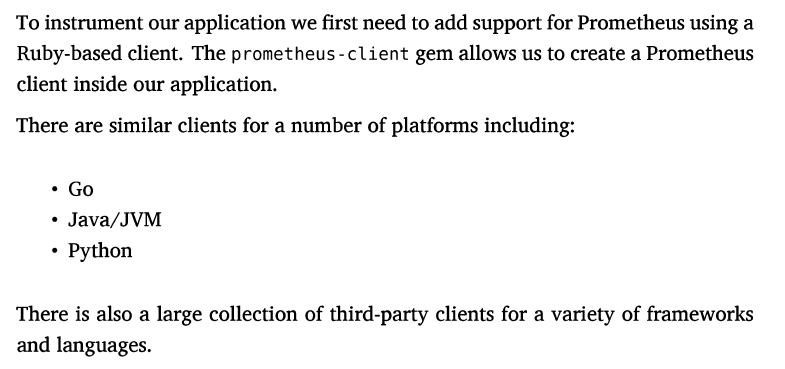 To instrument our application we first need to add support for Prometheus using a
Ruby-based client. The prometheus-client gem allows us to create a Prometheus
client inside our application.
There are similar clients for a number of platforms including:
• Go
• Java/JVM
• Python
There is also a large collection of third-party clients for a variety of frameworks
and languages.